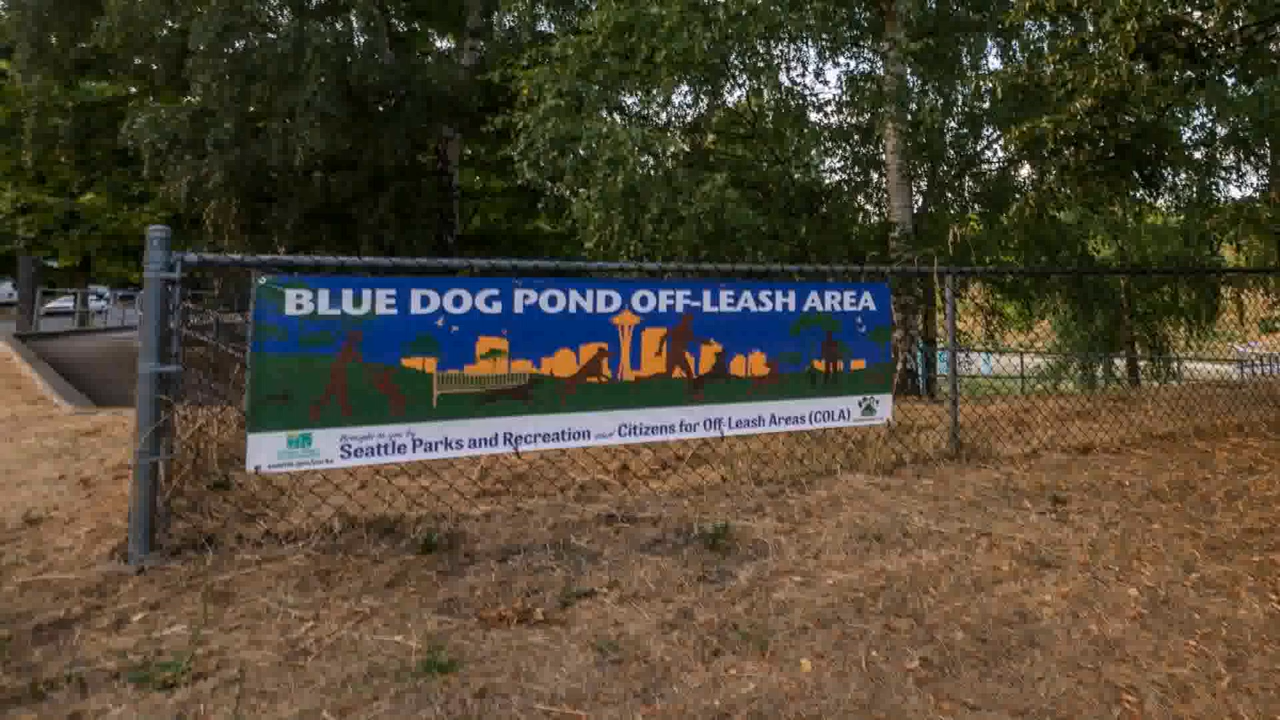 BLUE DOG POND OFF-LEASH AREA
Brought to you by
Seattle Parks and Recreation and Citizens for Off-Leash Areas (COLA)